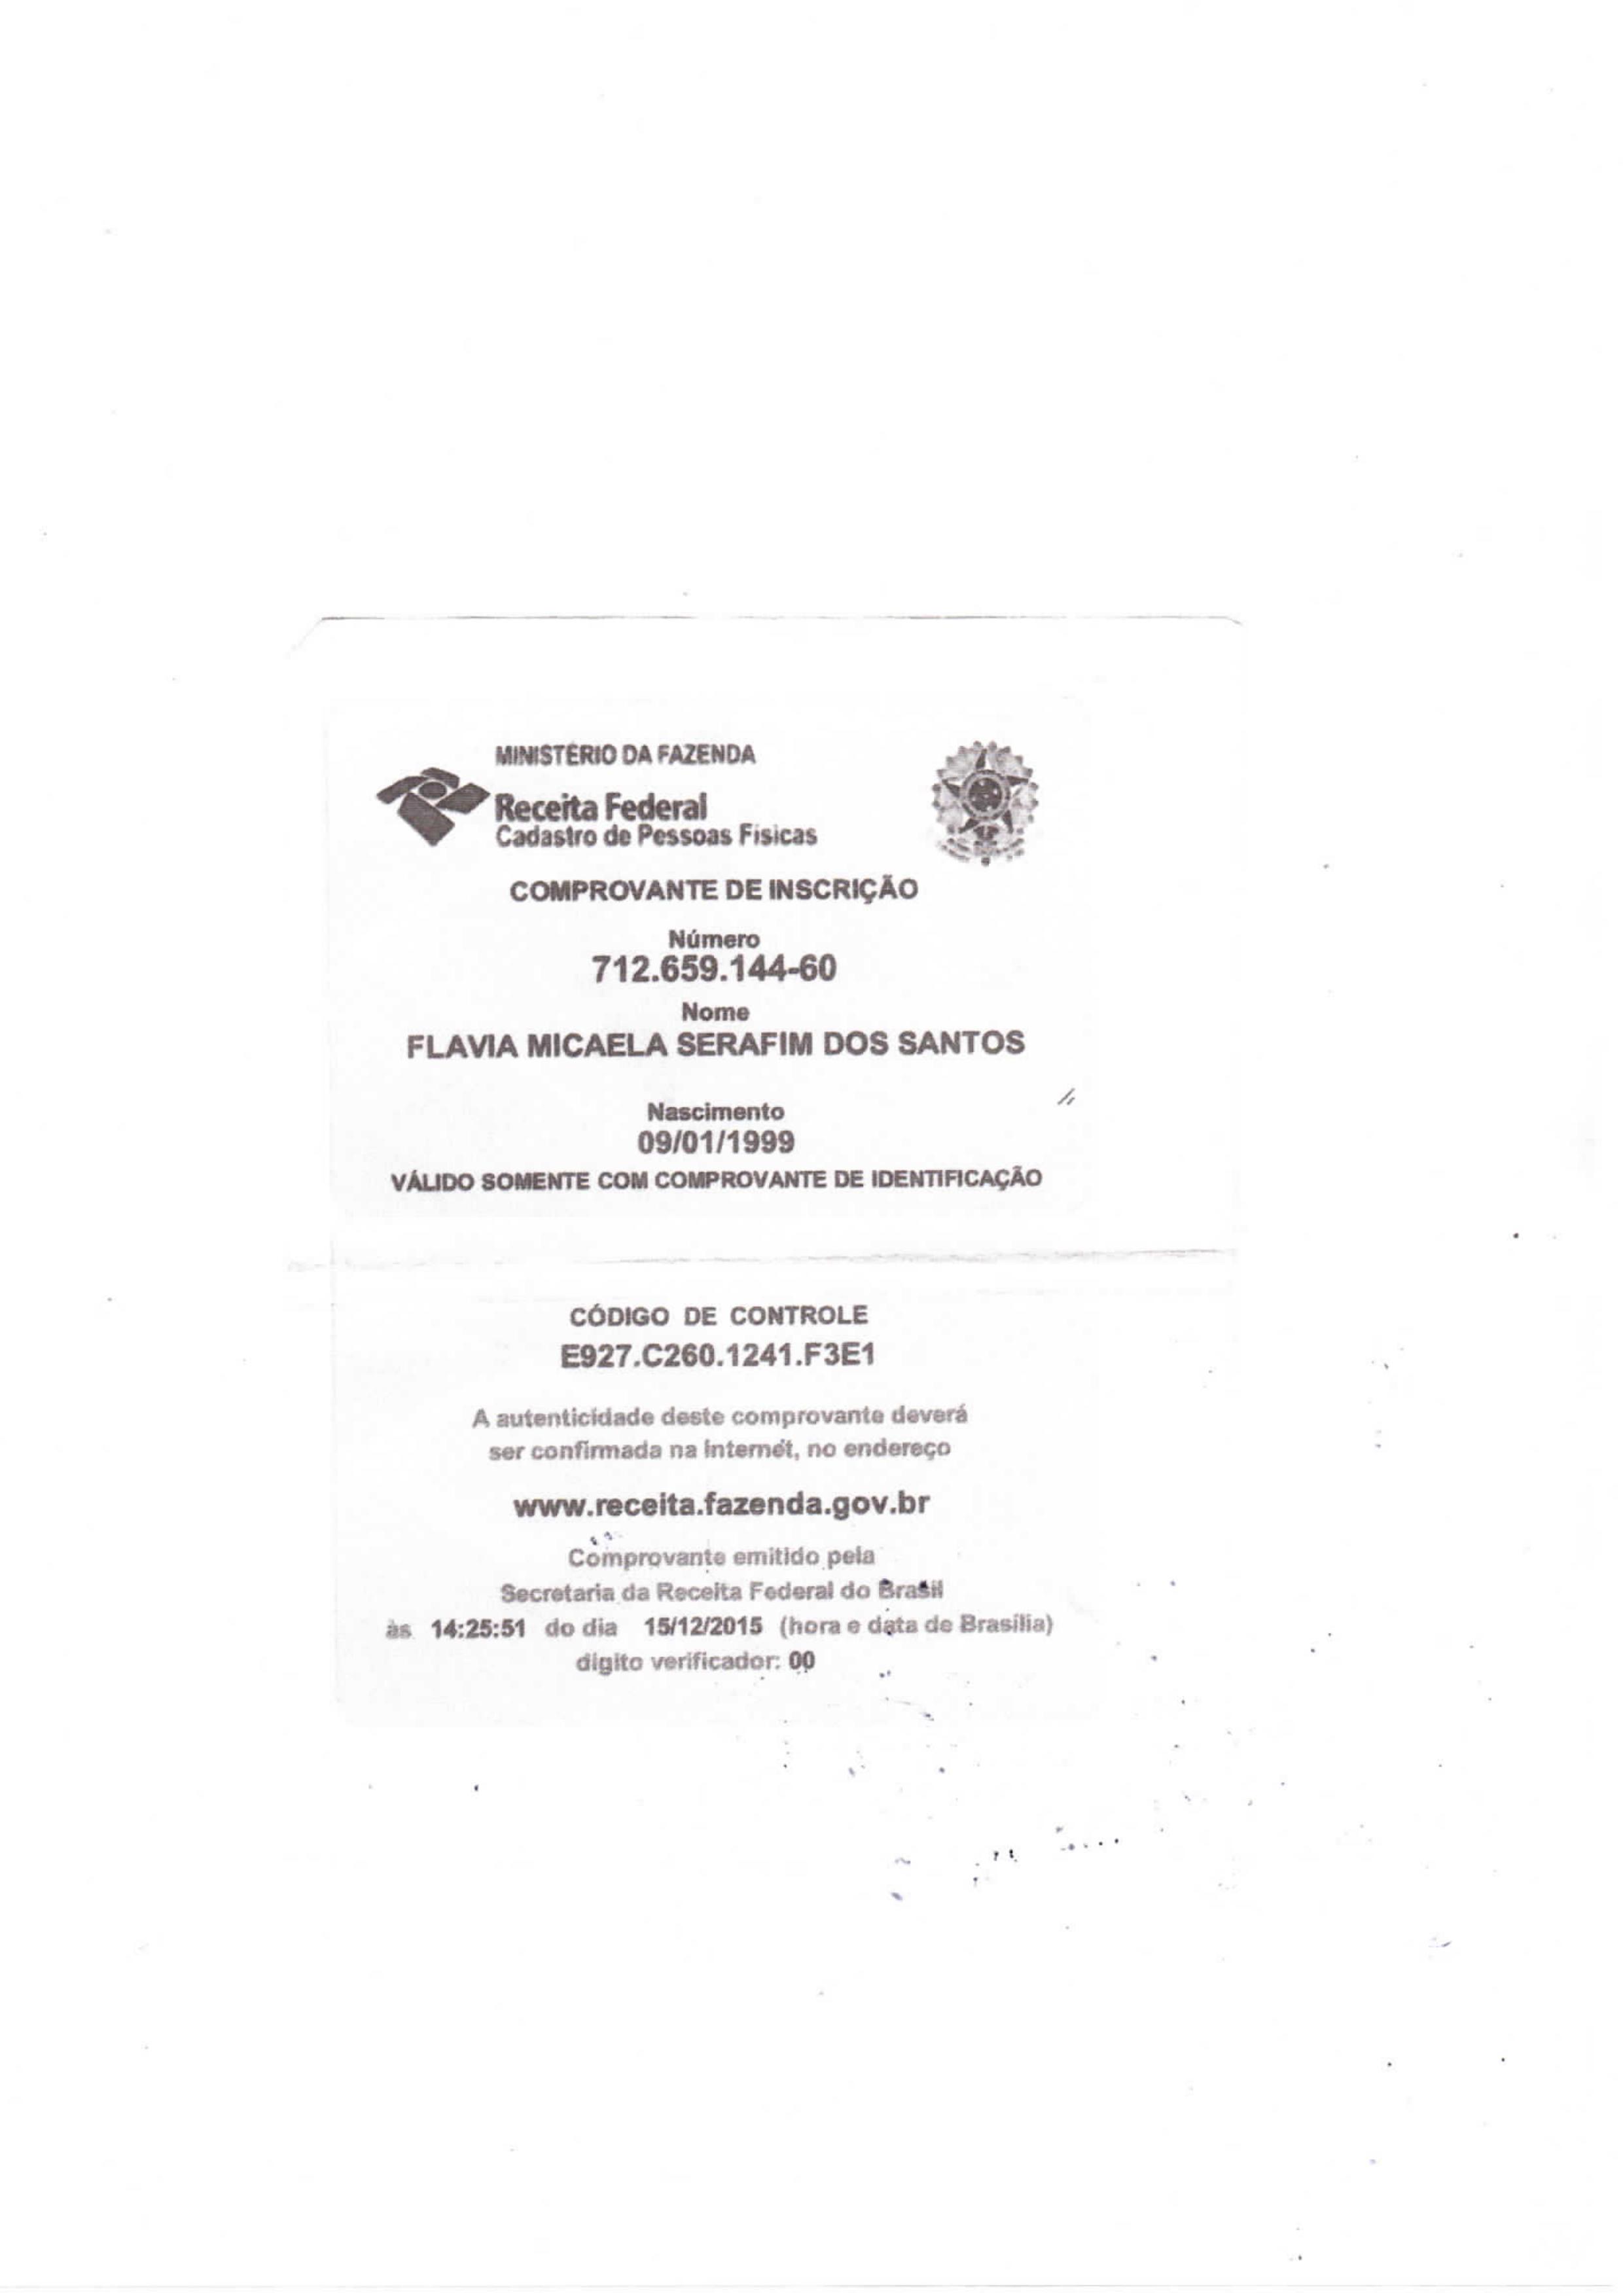 MINISTÉRIO DA FAZENDA
Receita Federal
Cadastro de Pessoas Físicas
COMPROVANTE DE INSCRIÇÃO
Número
712.659.144-60
Nome
FLAVIA MICAELA SERAFIM DOS SANTOS
Nascimento
09/01/1999
VÁLIDO SOMENTE COM COMPROVANTE DE IDENTIFICAÇÃO
CÓDIGO DE CONTROLE
E927.C260.1241.F3E1
A autenticidade deste comprovante deverá
ser confirmada na Internet, no endereço
www.receita.fazenda.gov.br
Comprovante emitido pela
Secretaria da Receita Federal do Brasil
às 14:25:51 do dia 15/12/2015 (hora e data de Brasília)
dígito verificador: 00